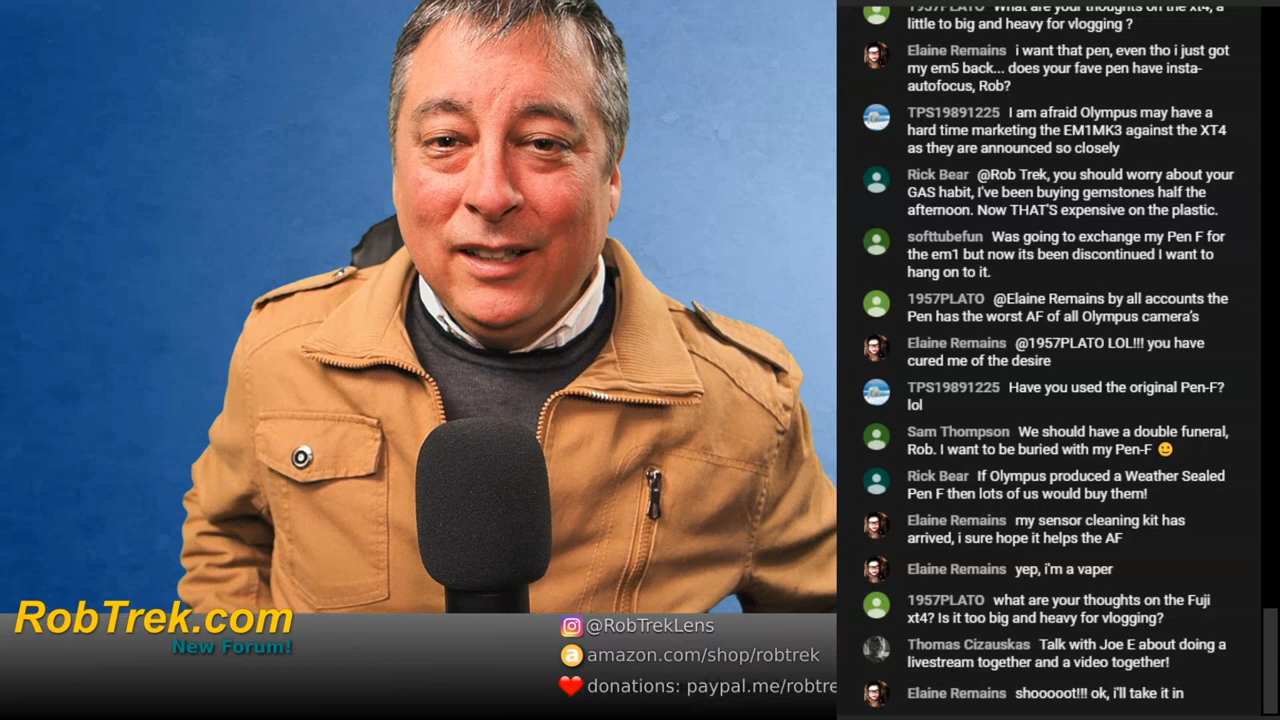 RobTrek.com
New Forum!
@RobTrekLens
a
amazon.com/shop/robtrek
donations: paypal.me/robtre
1957PLATO What are your thoughts on the xt4, a
little to big and heavy for vlogging ?
Elaine Remains i want that pen, even tho i just got
my em5 back... does your fave pen have insta-
autofocus, Rob?
TPS19891225 I am afraid Olympus may have a
hard time marketing the EM1MK3 against the XT4
as they are announced so closely
Rick Bear @Rob Trek, you should worry about your
GAS habit, I've been buying gemstones half the
afternoon. Now THAT'S expensive on the plastic.
softtubefun Was going to exchange my Pen F for
the em1 but now its been discontinued I want to
hang on to it.
1957PLATO @Elaine Remains by all accounts the
Pen has the worst AF of all Olympus camera's
Elaine Remains @1957PLATO LOL!!! you have
cured me of the desire
TPS19891225 Have you used the original Pen-F?
lol
Sam Thompson We should have a double funeral,
Rob. I want to be buried with my Pen-F 🙂
Rick Bear If Olympus produced a Weather Sealed
Pen F then lots of us would buy them!
Elaine Remains my sensor cleaning kit has
arrived, i sure hope it helps the AF
Elaine Remains yep, i'm a vaper
1957PLATO what are your thoughts on the Fuji
xt4? Is it too big and heavy for vlogging?
Thomas Cizauskas Talk with Joe E about doing a
livestream together and a video together!
Elaine Remains shooooot!!! ok, i'll take it in